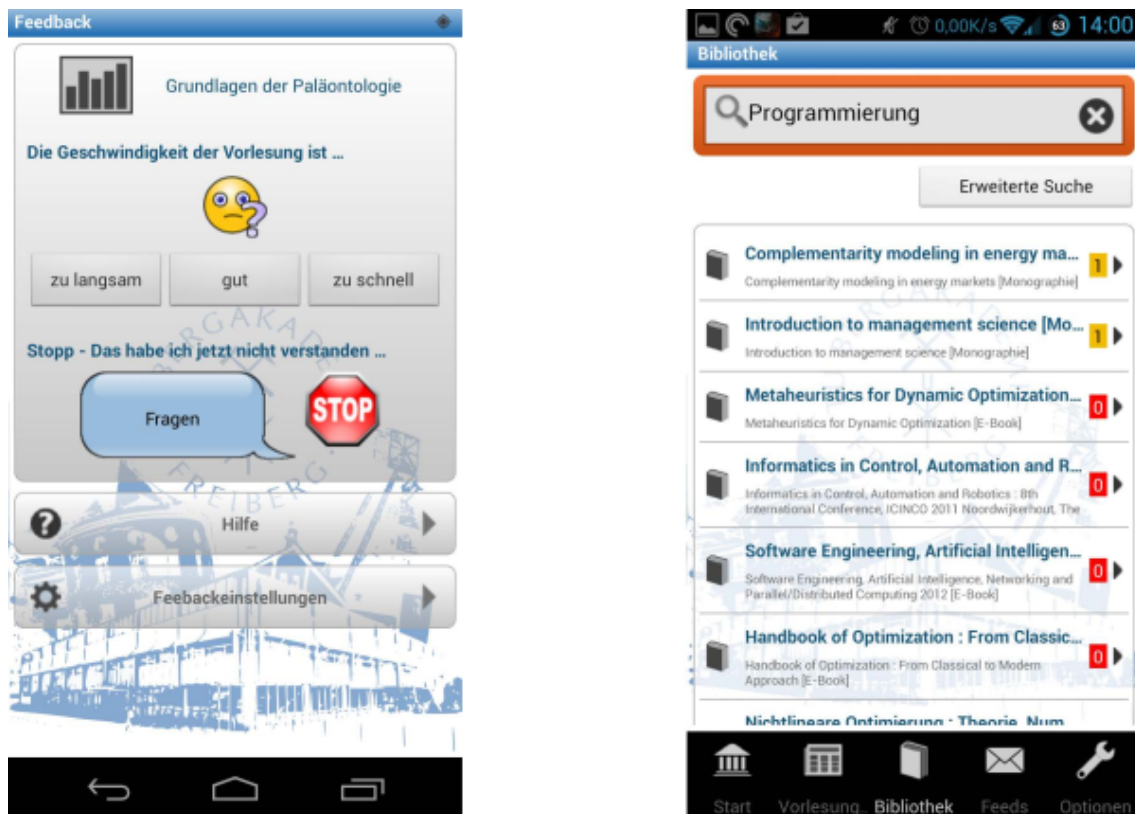 Feedback
Grundlagen der Paläontologie
Die Geschwindigkeit der Vorlesung ist ...
zu langsam
gut
zu schnell
Stopp - Das habe ich jetzt nicht verstanden ...
Fragen
STOP
Hilfe
Feebackeinstellungen
FREIBERG
0,00K/s 63 14:00
Bibliothek
Programmierung
Erweiterte Suche
Complementarity modeling in energy ma...
1
Complementarity modeling in energy markets [Monographie]
Introduction to management science [Mo...
1
Introduction to management science [Monographie]
Metaheuristics for Dynamic Optimization...
0
Metaheuristics for Dynamic Optimization [E-Book]
Informatics in Control, Automation and R...
0
Informatics in Control, Automation and Robotics : 8th
International Conference, ICINCO 2011 Noordwijkerhout, The
Software Engineering, Artificial Intelligen...
0
Software Engineering, Artificial Intelligence, Networking and
Parallel/Distributed Computing 2012 [E-Book]
Handbook of Optimization : From Classic...
0
Handbook of Optimization : From Classical to Modern
Approach [E-Book]
Nichtlineare Optimierung : Theorie, Num
Start
Vorlesung..
Bibliothek
Feeds
Optionen